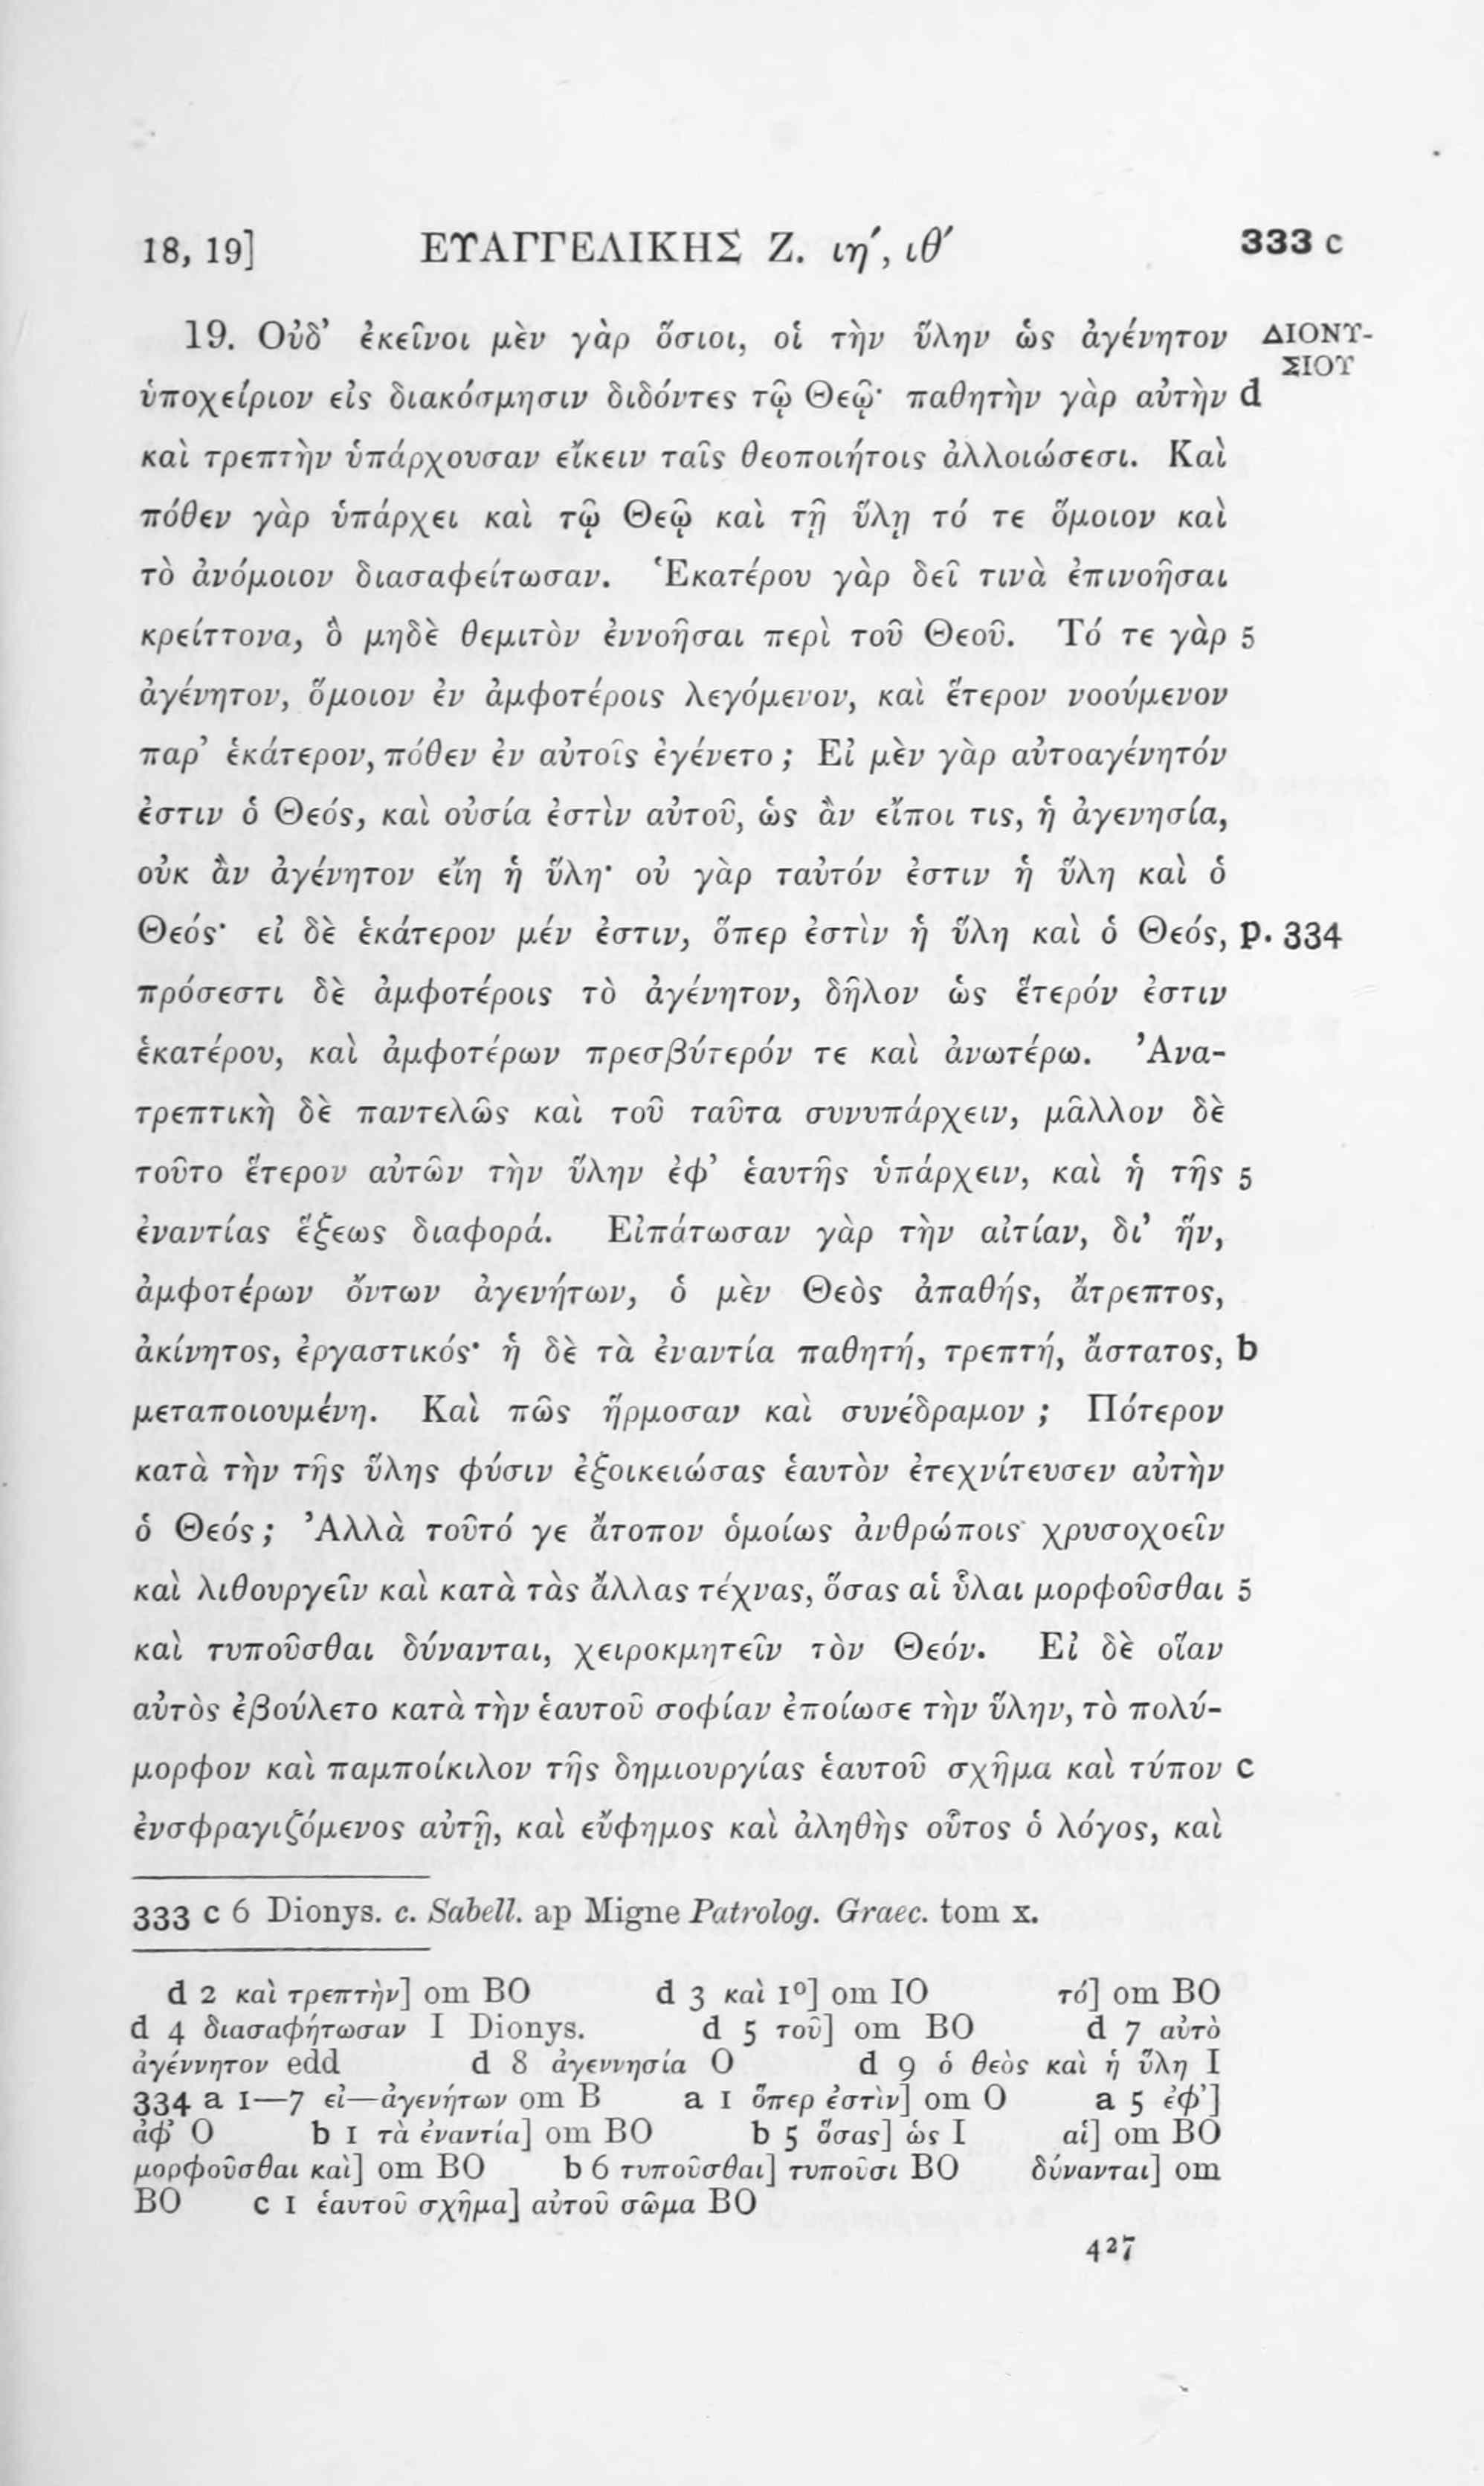 18, 19] ΕΥΑΓΓΕΛΙΚΗΣ Ζ. ιη′, ιθ′ 333 c
19. Οὐδ’ ἐκεῖνοι μὲν γὰρ ὅσιοι, οἱ τὴν ὕλην ὡς ἀγένητον ΔΙΟΝΥ-
ΣΙΟΥ
ὑποχείριον εἰς διακόσμησιν διδόντες τῷ Θεῷ· παθητὴν γὰρ αὐτὴν d
καὶ τρεπτὴν ὑπάρχουσαν εἴκειν ταῖς θεοποιήτοις ἀλλοιώσεσι. Καὶ
πόθεν γὰρ ὑπάρχει καὶ τῷ Θεῷ καὶ τῇ ὕλῃ τό τε ὅμοιον καὶ
τὸ ἀνόμοιον διασαφείτωσαν. Ἑκατέρου γὰρ δεῖ τινὰ ἐπινοῆσαι
κρείττονα, ὃ μηδὲ θεμιτὸν ἐννοῆσαι περὶ τοῦ Θεοῦ. Τό τε γὰρ 5
ἀγένητον, ὅμοιον ἐν ἀμφοτέροις λεγόμενον, καὶ ἕτερον νοούμενον
παρ’ ἑκάτερον, πόθεν ἐν αὐτοῖς ἐγένετο ; Εἰ μὲν γὰρ αὐτοαγένητόν
ἐστιν ὁ Θεός, καὶ οὐσία ἐστὶν αὐτοῦ, ὡς ἂν εἴποι τις, ἡ ἀγενησία,
οὐκ ἂν ἀγένητον εἴη ἡ ὕλη· οὐ γὰρ ταὐτόν ἐστιν ἡ ὕλη καὶ ὁ
Θεός· εἰ δὲ ἑκάτερον μέν ἐστιν, ὅπερ ἐστὶν ἡ ὕλη καὶ ὁ Θεός, p. 334
πρόσεστι δὲ ἀμφοτέροις τὸ ἀγένητον, δῆλον ὡς ἕτερόν ἐστιν
ἑκατέρου, καὶ ἀμφοτέρων πρεσβύτερόν τε καὶ ἀνωτέρω. Ἀνα-
τρεπτικὴ δὲ παντελῶς καὶ τοῦ ταῦτα συνυπάρχειν, μᾶλλον δὲ
τοῦτο ἕτερον αὐτῶν τὴν ὕλην ἐφ’ ἑαυτῆς ὑπάρχειν, καὶ ἡ τῆς 5
ἐναντίας ἕξεως διαφορά. Εἰπάτωσαν γὰρ τὴν αἰτίαν, δι’ ἥν,
ἀμφοτέρων ὄντων ἀγενήτων, ὁ μὲν Θεὸς ἀπαθής, ἄτρεπτος,
ἀκίνητος, ἐργαστικός· ἡ δὲ τὰ ἐναντία παθητή, τρεπτή, ἄστατος, b
μεταποιουμένη. Καὶ πῶς ἥρμοσαν καὶ συνέδραμον ; Πότερον
κατὰ τὴν τῆς ὕλης φύσιν ἐξοικειώσας ἑαυτὸν ἐτεχνίτευσεν αὐτὴν
ὁ Θεός ; Ἀλλὰ τοῦτό γε ἄτοπον ὁμοίως ἀνθρώποις χρυσοχοεῖν
καὶ λιθουργεῖν καὶ κατὰ τὰς ἄλλας τέχνας, ὅσας αἱ ὗλαι μορφοῦσθαι 5
καὶ τυποῦσθαι δύνανται, χειροκμητεῖν τὸν Θεόν. Εἰ δὲ οἵαν
αὐτὸς ἐβούλετο κατὰ τὴν ἑαυτοῦ σοφίαν ἐποίωσε τὴν ὕλην, τὸ πολύ-
μορφον καὶ παμποίκιλον τῆς δημιουργίας ἑαυτοῦ σχῆμα καὶ τύπον c
ἐνσφραγιζόμενος αὐτῇ, καὶ εὔφημος καὶ ἀληθὴς οὗτος ὁ λόγος, καὶ
333 c 6 Dionys. c. Sabell. ap Migne Patrolog. Graec. tom x.
d 2 καὶ τρεπτὴν] om BO d 3 καὶ 1º] om IO τό] om BO
d 4 διασαφήτωσαν I Dionys. d 5 τοῦ] om BO d 7 αὐτὸ
ἀγέννητον edd d 8 ἀγεννησία O d 9 ὁ θεὸς καὶ ἡ ὕλη I
334 a 1—7 εἰ—ἀγενήτων om B a 1 ὅπερ ἐστὶν] om O a 5 ἐφ’]
ἀφ’ O b 1 τὰ ἐναντία] om BO b 5 ὅσας] ὡς I αἱ] om BO
μορφοῦσθαι καὶ] om BO b 6 τυποῦσθαι] τυποῦσι BO δύνανται] om
BO c 1 ἑαυτοῦ σχῆμα] αὐτοῦ σῶμα BO
427